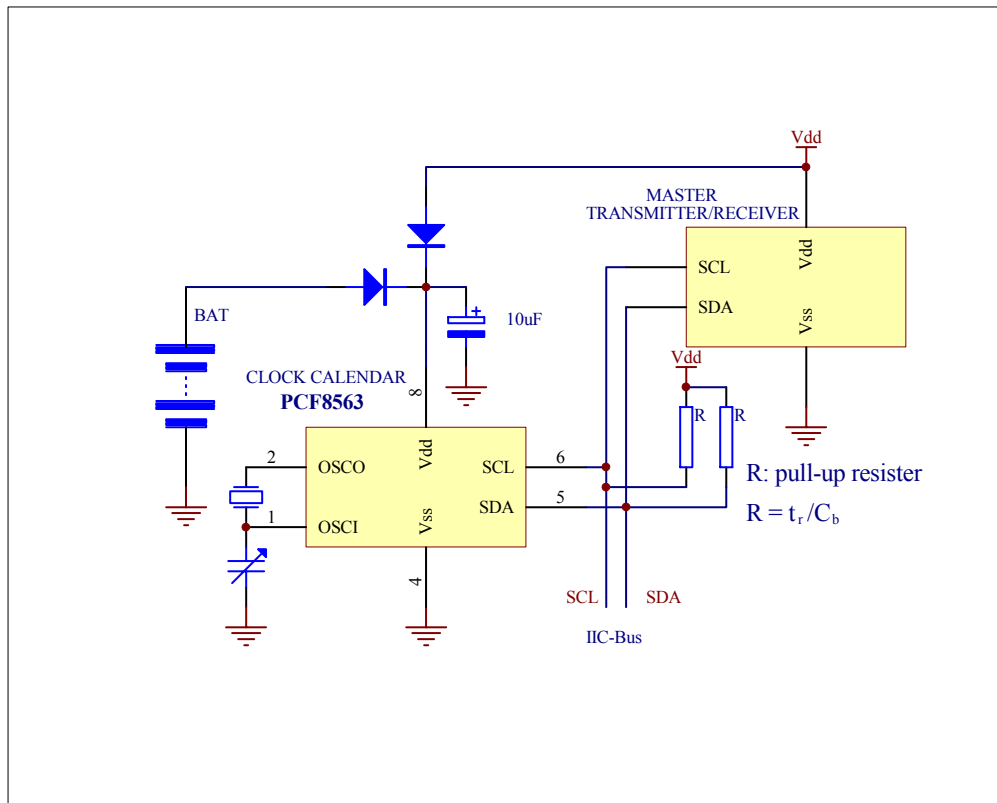 Vdd
MASTER
TRANSMITTER/RECEIVER
SCL
SDA
Vdd
Vss
BAT
+
10uF
CLOCK CALENDAR
PCF8563
8
Vdd
2
OSCO
1
OSCI
SCL
6
SDA
5
Vss
4
Vdd
R
R
R: pull-up resister
R = tr/Cb
SCL
SDA
IIC-Bus